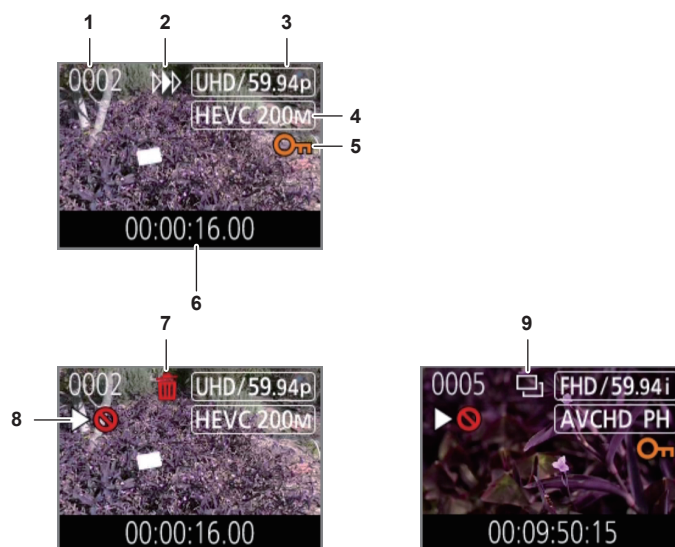 1 2 3
0002 UHD/59.94p
HEVC 200M 4
5
00:00:16.00
6
7 9
0002 UHD/59.94p
8 HEVC 200M
00:00:16.00
0005 FHD/59.94i
AVCHD PH
00:09:50:15